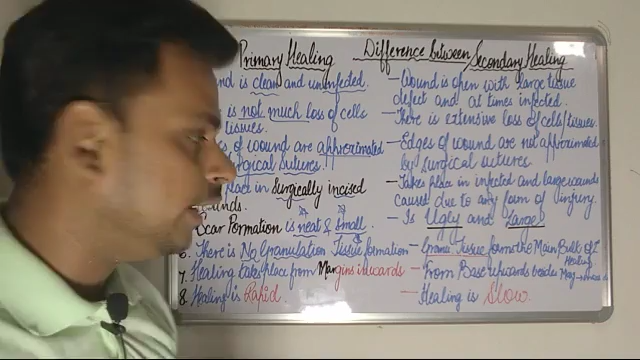 Primary Healing Difference between Secondary Healing
is clean and uninfected. - Wound is open with large tissue
defect and at times infected.
is not much loss of cells - There is extensive loss of cells/tissues.
tissues.
of wound are approximated - Edges of wound are not approximated
surgical sutures. by surgical sutures
place in surgically incised - Takes place in infected and large wounds
caused due to any form of injury.
Scar Formation is neat & Small - Is Ugly and Large
6. There is No Granulation Tissue formation - Tissue forms the Main Bulk of
Healing
7. Healing takes place from Margins inwards - From Base upwards
8. Healing is Rapid. - Healing is Slow.